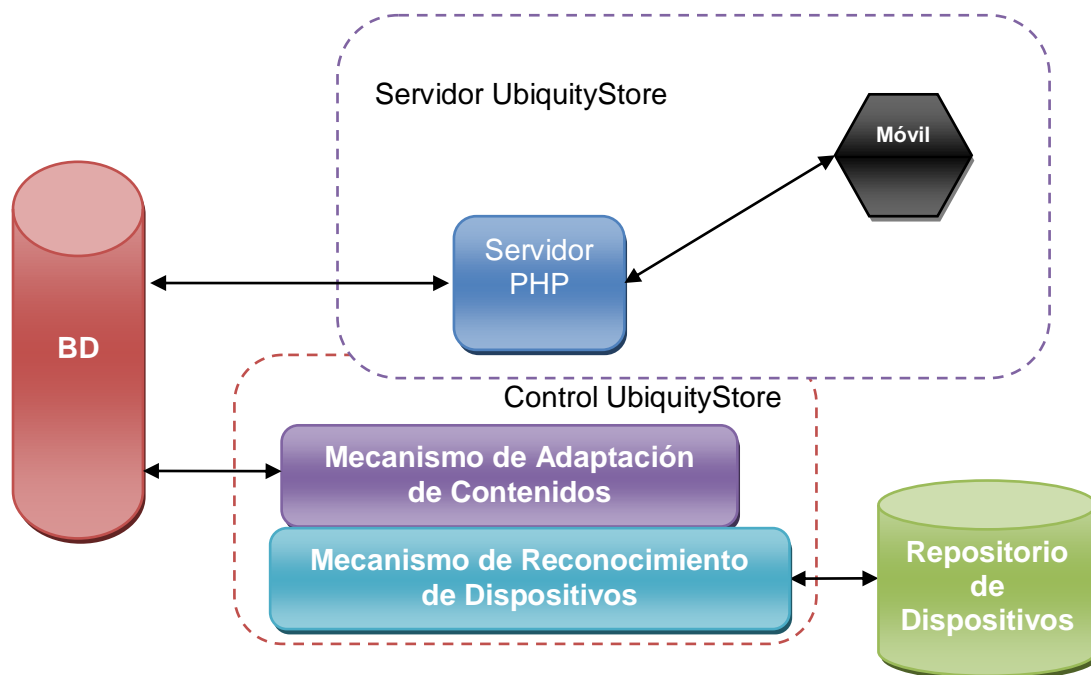 Servidor UbiquityStore
Móvil
Servidor
PHP
BD
Control UbiquityStore
Mecanismo de Adaptación
de Contenidos
Mecanismo de Reconocimiento
de Dispositivos
Repositorio
de
Dispositivos